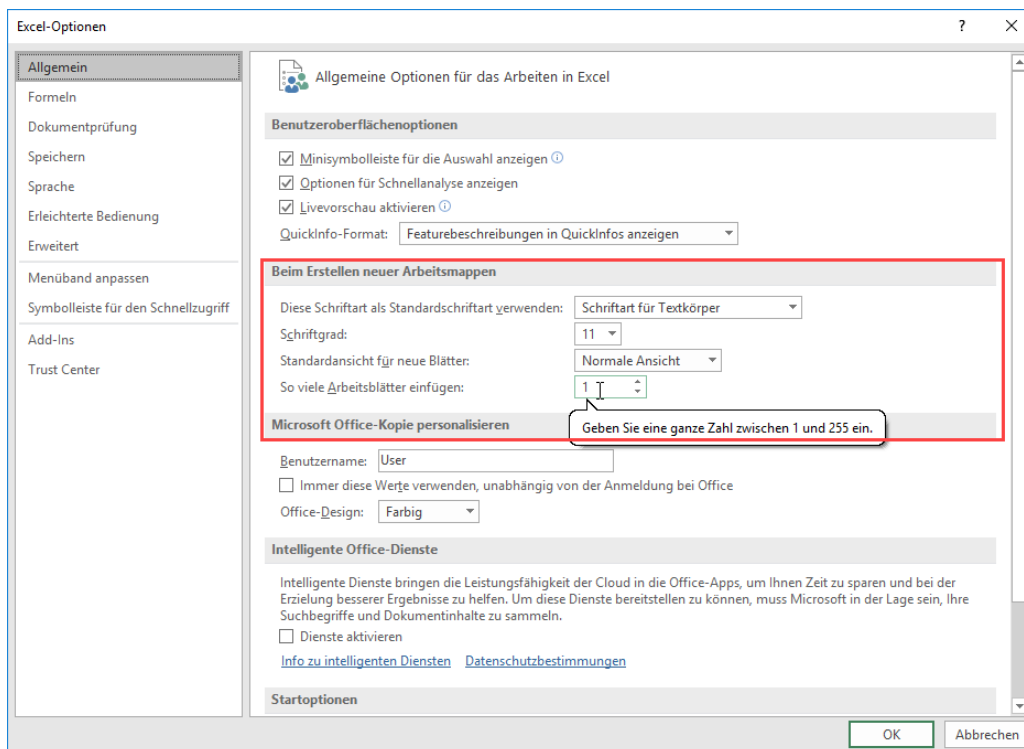 Excel-Optionen
?
Allgemein
Formeln
Dokumentprüfung
Speichern
Sprache
Erleichterte Bedienung
Erweitert
Menüband anpassen
Symbolleiste für den Schnellzugriff
Add-Ins
Trust Center
Allgemeine Optionen für das Arbeiten in Excel
Benutzeroberflächenoptionen
Minisymbolleiste für die Auswahl anzeigen
Optionen für Schnellanalyse anzeigen
Livevorschau aktivieren
QuickInfo-Format: Featurebeschreibungen in QuickInfos anzeigen
Beim Erstellen neuer Arbeitsmappen
Diese Schriftart als Standardschriftart verwenden: Schriftart für Textkörper
Schriftgrad: 11
Standardansicht für neue Blätter: Normale Ansicht
So viele Arbeitsblätter einfügen: 1
Geben Sie eine ganze Zahl zwischen 1 und 255 ein.
Microsoft Office-Kopie personalisieren
Benutzername: User
Immer diese Werte verwenden, unabhängig von der Anmeldung bei Office
Office-Design: Farbig
Intelligente Office-Dienste
Intelligente Dienste bringen die Leistungsfähigkeit der Cloud in die Office-Apps, um Ihnen Zeit zu sparen und bei der
Erzielung besserer Ergebnisse zu helfen. Um diese Dienste bereitstellen zu können, muss Microsoft in der Lage sein, Ihre
Suchbegriffe und Dokumentinhalte zu sammeln.
Dienste aktivieren
Info zu intelligenten Diensten Datenschutzbestimmungen
Startoptionen
OK Abbrechen